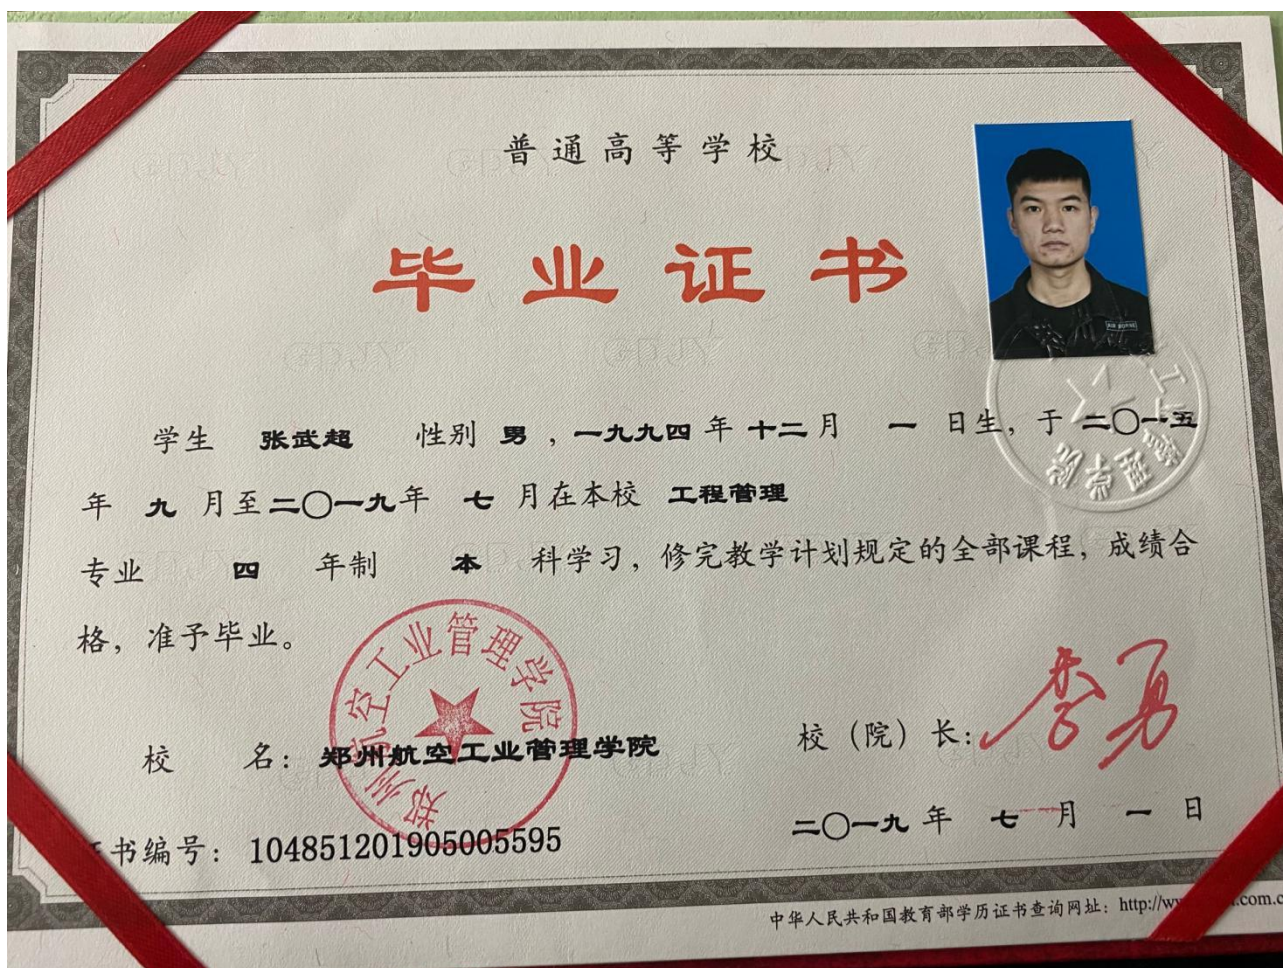 普通高等学校
毕业证书
学生 张武超 性别 男 ，一九九四 年 十二 月 一 日生，于 二〇一五
年 九 月至 二〇一九 年 七 月在本校 工程管理
专业 四 年制 本 科学习，修完教学计划规定的全部课程，成绩合
格，准予毕业。
郑州航空工业管理学院
校 名：郑州航空工业管理学院
校（院）长：李勇
书编号：104851201905005595
二〇一九 年 七 月 一 日
中华人民共和国教育部学历证书查询网址：http://w
.com.c